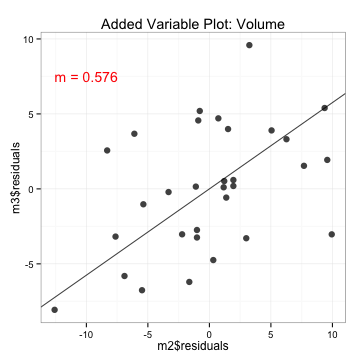 Added Variable Plot: Volume
m = 0.576
10
5
0
-5
m3$residuals
-10
-5
0
5
10
m2$residuals